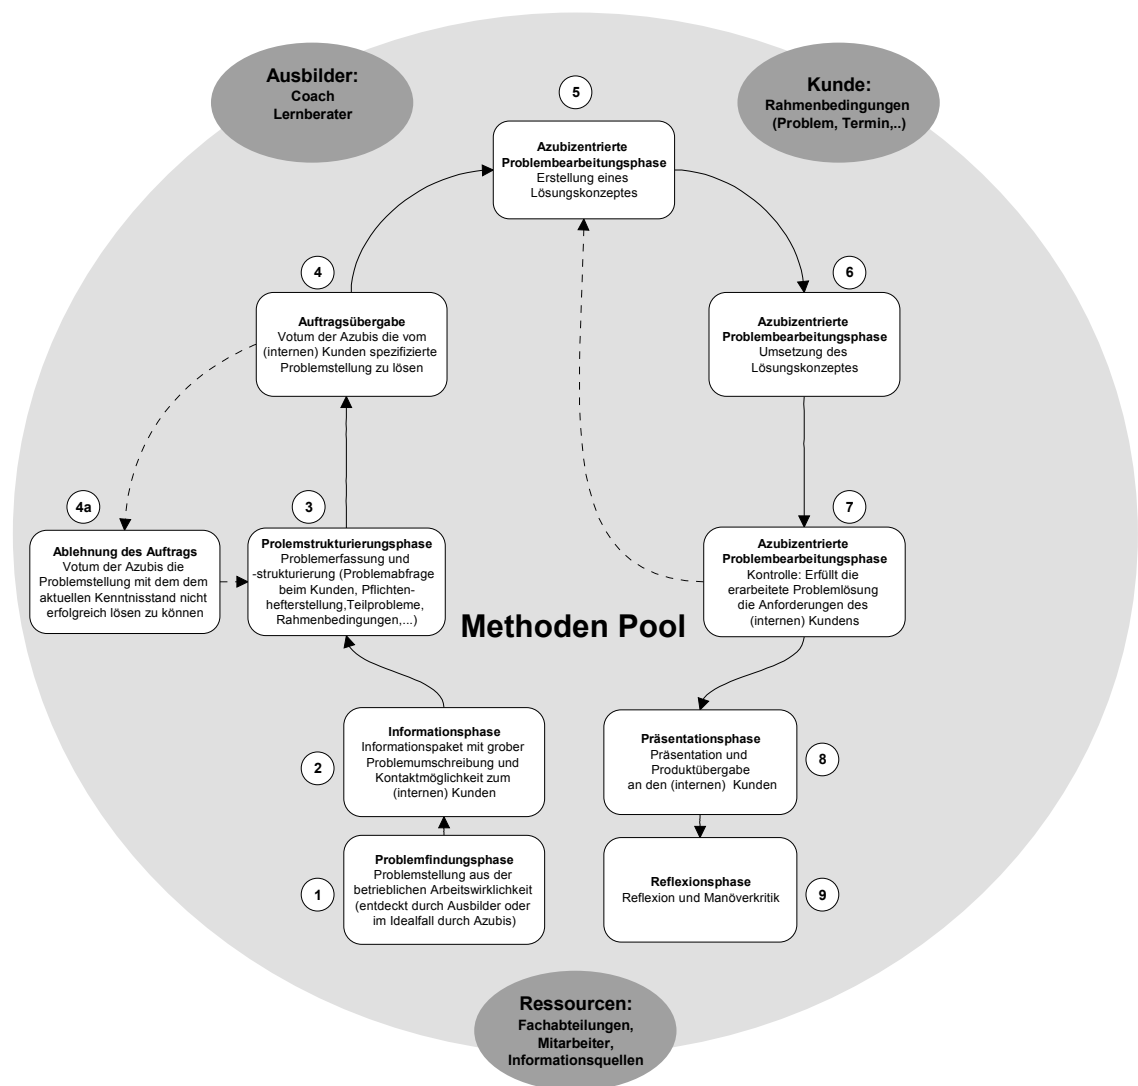 Ausbilder:
Coach
Lernberater
Kunde:
Rahmenbedingungen
(Problem, Termin,..)
5
Azubizentrierte
Problembearbeitungsphase
Erstellung eines
Lösungskonzeptes
4
Auftragsübergabe
Votum der Azubis die vom
(internen) Kunden spezifizierte
Problemstellung zu lösen
6
Azubizentrierte
Problembearbeitungsphase
Umsetzung des
Lösungskonzeptes
4a
Ablehnung des Auftrags
Votum der Azubis die
Problemstellung mit dem dem
aktuellen Kenntnisstand nicht
erfolgreich lösen zu können
3
Prolemstrukturierungsphase
Problemerfassung und
-strukturierung (Problemabfrage
beim Kunden, Pflichten-
hefterstellung,Teilprobleme,
Rahmenbedingungen,...)
7
Azubizentrierte
Problembearbeitungsphase
Kontrolle: Erfüllt die
erarbeitete Problemlösung
die Anforderungen des
(internen) Kundens
Methoden Pool
2
Informationsphase
Informationspaket mit grober
Problemumschreibung und
Kontaktmöglichkeit zum
(internen) Kunden
Präsentationsphase
Präsentation und
Produktübergabe
an den (internen) Kunden
8
1
Problemfindungsphase
Problemstellung aus der
betrieblichen Arbeitswirklichkeit
(entdeckt durch Ausbilder oder
im Idealfall durch Azubis)
Reflexionsphase
Reflexion und Manöverkritik
9
Ressourcen:
Fachabteilungen,
Mitarbeiter,
Informationsquellen